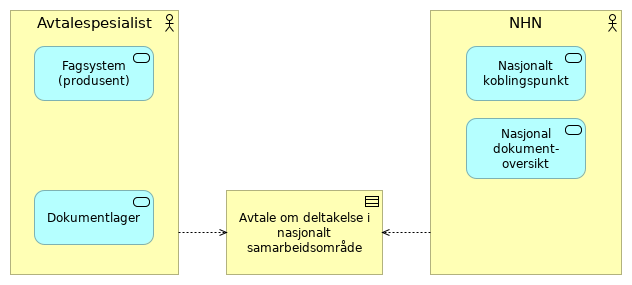 Avtalespesialist
Fagsystem
(produsent)
Dokumentlager
Avtale om deltakelse i
nasjonalt
samarbeidsområde
NHN
Nasjonalt
koblingspunkt
Nasjonal
dokument-
oversikt